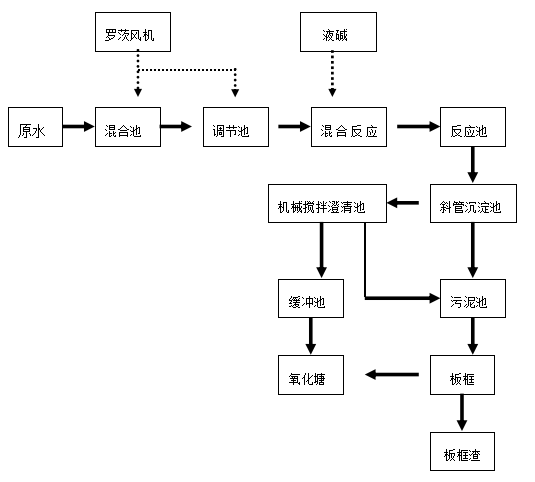 罗茨风机
液碱
原水
混合池
调节池
混合反应
反应池
机械搅拌澄清池
斜管沉淀池
缓冲池
污泥池
氧化塘
板框
板框渣